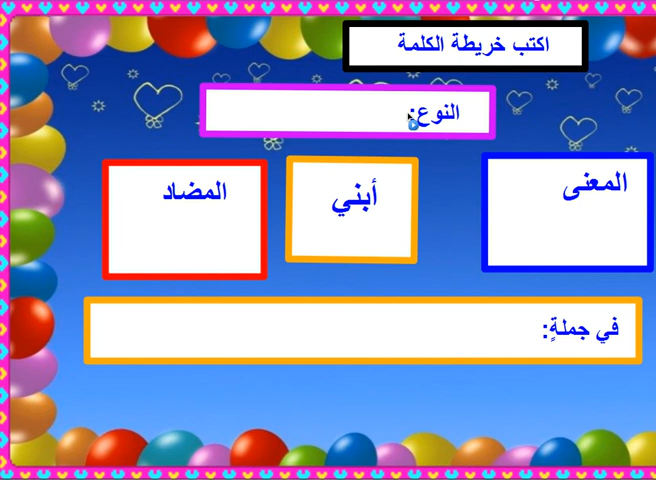 اكتب خريطة الكلمة
النوع:
المعنى
أبني
المضاد
في جملةٍ: